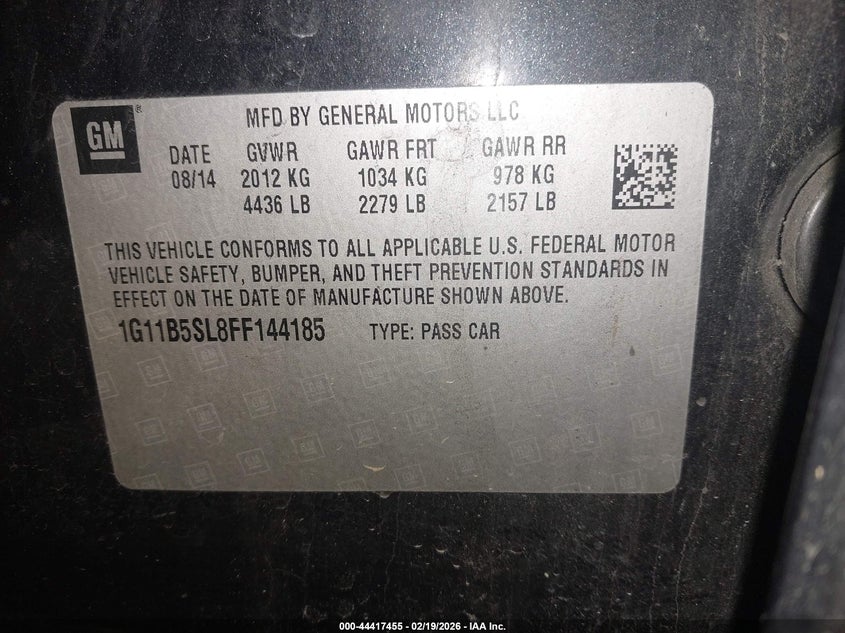 GM ®
MFD BY GENERAL MOTORS LLC
DATE GVWR GAWR FRT GAWR RR
08/14 2012 KG 1034 KG 978 KG
4436 LB 2279 LB 2157 LB
THIS VEHICLE CONFORMS TO ALL APPLICABLE U.S. FEDERAL MOTOR
VEHICLE SAFETY, BUMPER, AND THEFT PREVENTION STANDARDS IN
EFFECT ON THE DATE OF MANUFACTURE SHOWN ABOVE.
1G11B5SL8FF144185 TYPE: PASS CAR
000-44417455 - 02/19/2026 - IAA Inc.